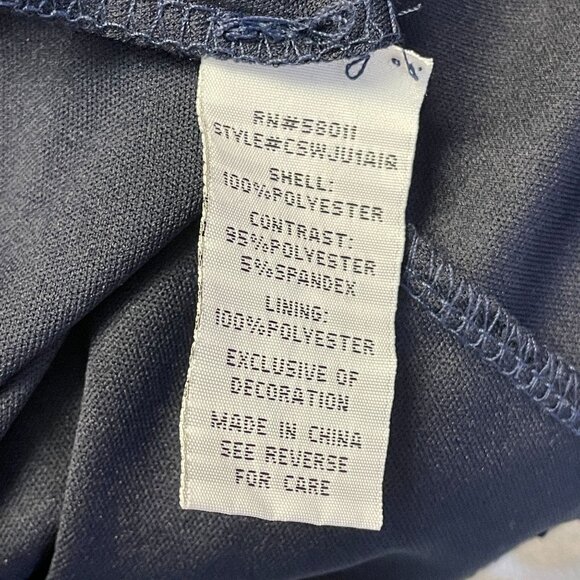 RN#58011
STYLE#CSWJU1A1Q
SHELL:
100%POLYESTER
CONTRAST:
95%POLYESTER
5%SPANDEX
LINING:
100%POLYESTER
EXCLUSIVE OF
DECORATION
MADE IN CHINA
SEE REVERSE
FOR CARE